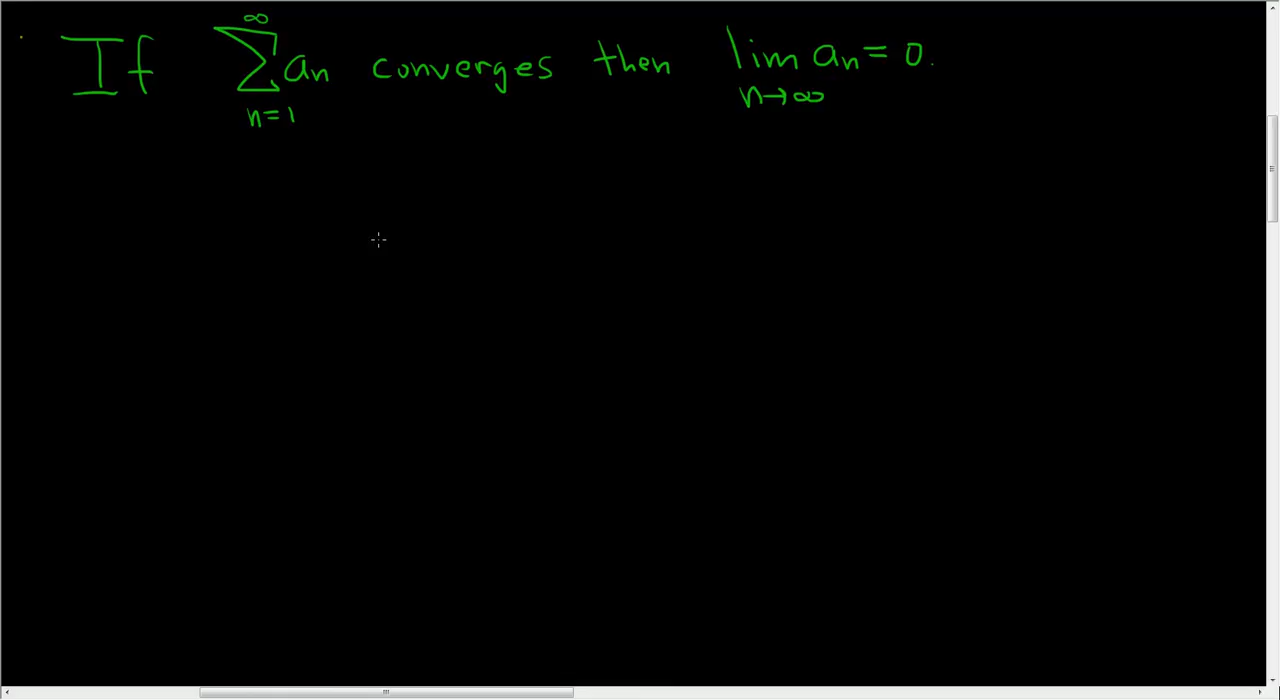 If ∑_{n=1}^{∞} a_n converges then lim_{n→∞} a_n = 0.